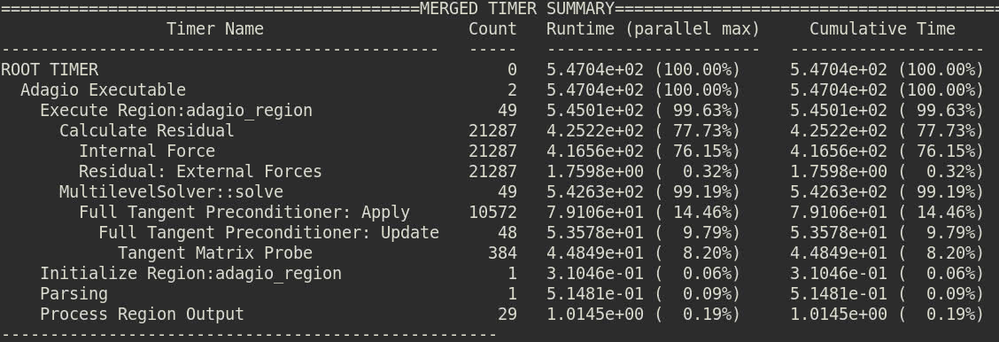 ===========================================MERGED TIMER SUMMARY========================================
Timer Name Count Runtime (parallel max) Cumulative Time
--------------------------------------------- ----- ---------------------- --------------------
ROOT TIMER 0 5.4704e+02 (100.00%) 5.4704e+02 (100.00%)
Adagio Executable 2 5.4704e+02 (100.00%) 5.4704e+02 (100.00%)
Execute Region:adagio_region 49 5.4501e+02 ( 99.63%) 5.4501e+02 ( 99.63%)
Calculate Residual 21287 4.2522e+02 ( 77.73%) 4.2522e+02 ( 77.73%)
Internal Force 21287 4.1656e+02 ( 76.15%) 4.1656e+02 ( 76.15%)
Residual: External Forces 21287 1.7598e+00 ( 0.32%) 1.7598e+00 ( 0.32%)
MultilevelSolver::solve 49 5.4263e+02 ( 99.19%) 5.4263e+02 ( 99.19%)
Full Tangent Preconditioner: Apply 10572 7.9106e+01 ( 14.46%) 7.9106e+01 ( 14.46%)
Full Tangent Preconditioner: Update 48 5.3578e+01 ( 9.79%) 5.3578e+01 ( 9.79%)
Tangent Matrix Probe 384 4.4849e+01 ( 8.20%) 4.4849e+01 ( 8.20%)
Initialize Region:adagio_region 1 3.1046e-01 ( 0.06%) 3.1046e-01 ( 0.06%)
Parsing 1 5.1481e-01 ( 0.09%) 5.1481e-01 ( 0.09%)
Process Region Output 29 1.0145e+00 ( 0.19%) 1.0145e+00 ( 0.19%)
---------------------------------------------------